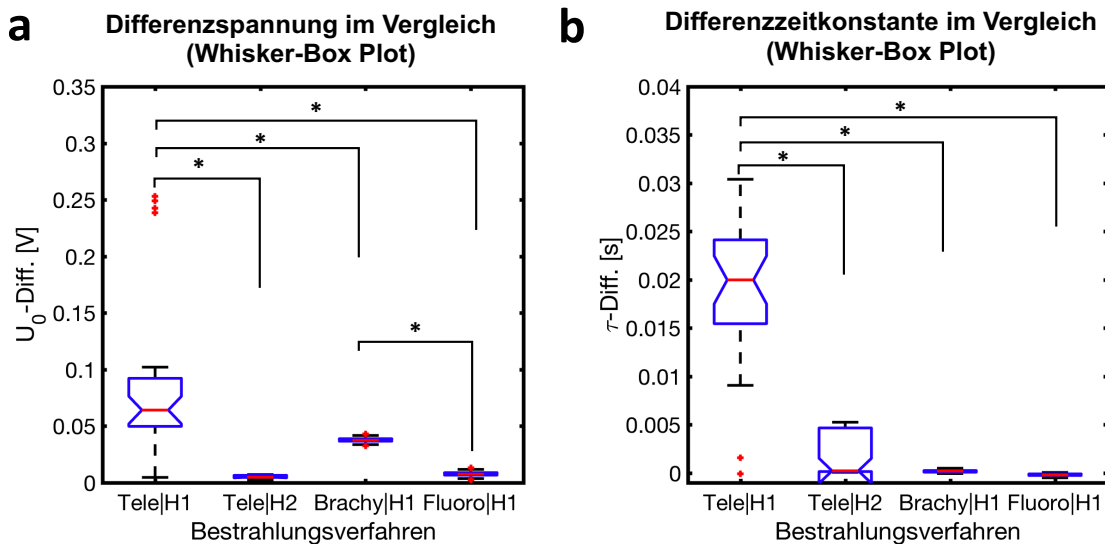 a
Differenzspannung im Vergleich
(Whisker-Box Plot)
0.35
0.3
0.25
0.2
0.15
0.1
0.05
0
U0-Diff. [V]
*
*
*
*
Tele|H1 Tele|H2 Brachy|H1 Fluoro|H1
Bestrahlungsverfahren
b
Differenzzeitkonstante im Vergleich
(Whisker-Box Plot)
0.04
0.035
0.03
0.025
0.02
0.015
0.01
0.005
0
τ-Diff. [s]
*
*
*
Tele|H1 Tele|H2 Brachy|H1 Fluoro|H1
Bestrahlungsverfahren